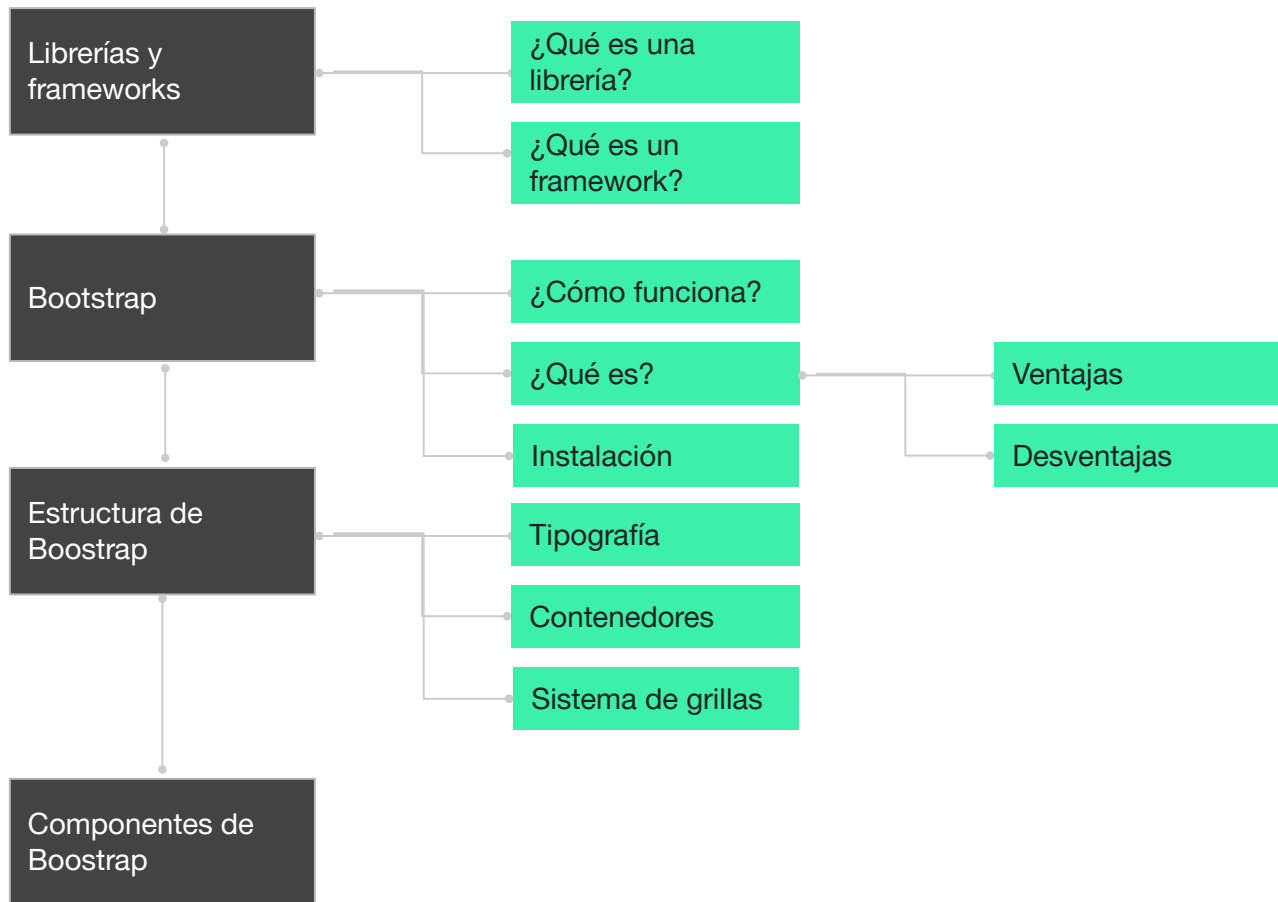 Librerías y
frameworks
¿Qué es una
librería?
¿Qué es un
framework?
Bootstrap
¿Cómo funciona?
¿Qué es?
Ventajas
Desventajas
Instalación
Estructura de
Boostrap
Tipografía
Contenedores
Sistema de grillas
Componentes de
Boostrap